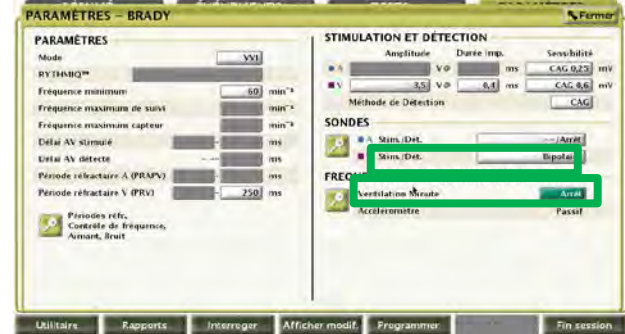 PARAMÈTRES – BRADY
Fermer
PARAMÈTRES
Mode VVI
RYTHMIQ™
Fréquence minimum 60 min⁻¹
Fréquence maximum de suivi min⁻¹
Fréquence maximum capteur min⁻¹
Délai AV stimulé - ms
Délai AV détecté - ms
Période réfractaire A (PRAPV) - ms
Période réfractaire V (PRV) - 250 ms
Périodes réfr,
Contrôle de fréquence,
Aimant, Bruit
STIMULATION ET DÉTECTION
Amplitude Durée imp. Sensibilité
A V@ ms CAG 0,25 mV
V 3,5 V@ 0,4 ms CAG 0,6 mV
Méthode de Détection CAG
SONDES
A Stim./Dét. --/Arrêt
Stim./Dét. Bipolai
FREQU
Ventilation Minute Arrêt
Accéléromètre Passif
Utilitaire Rapports Interroger Afficher modif. Programmer Fin session